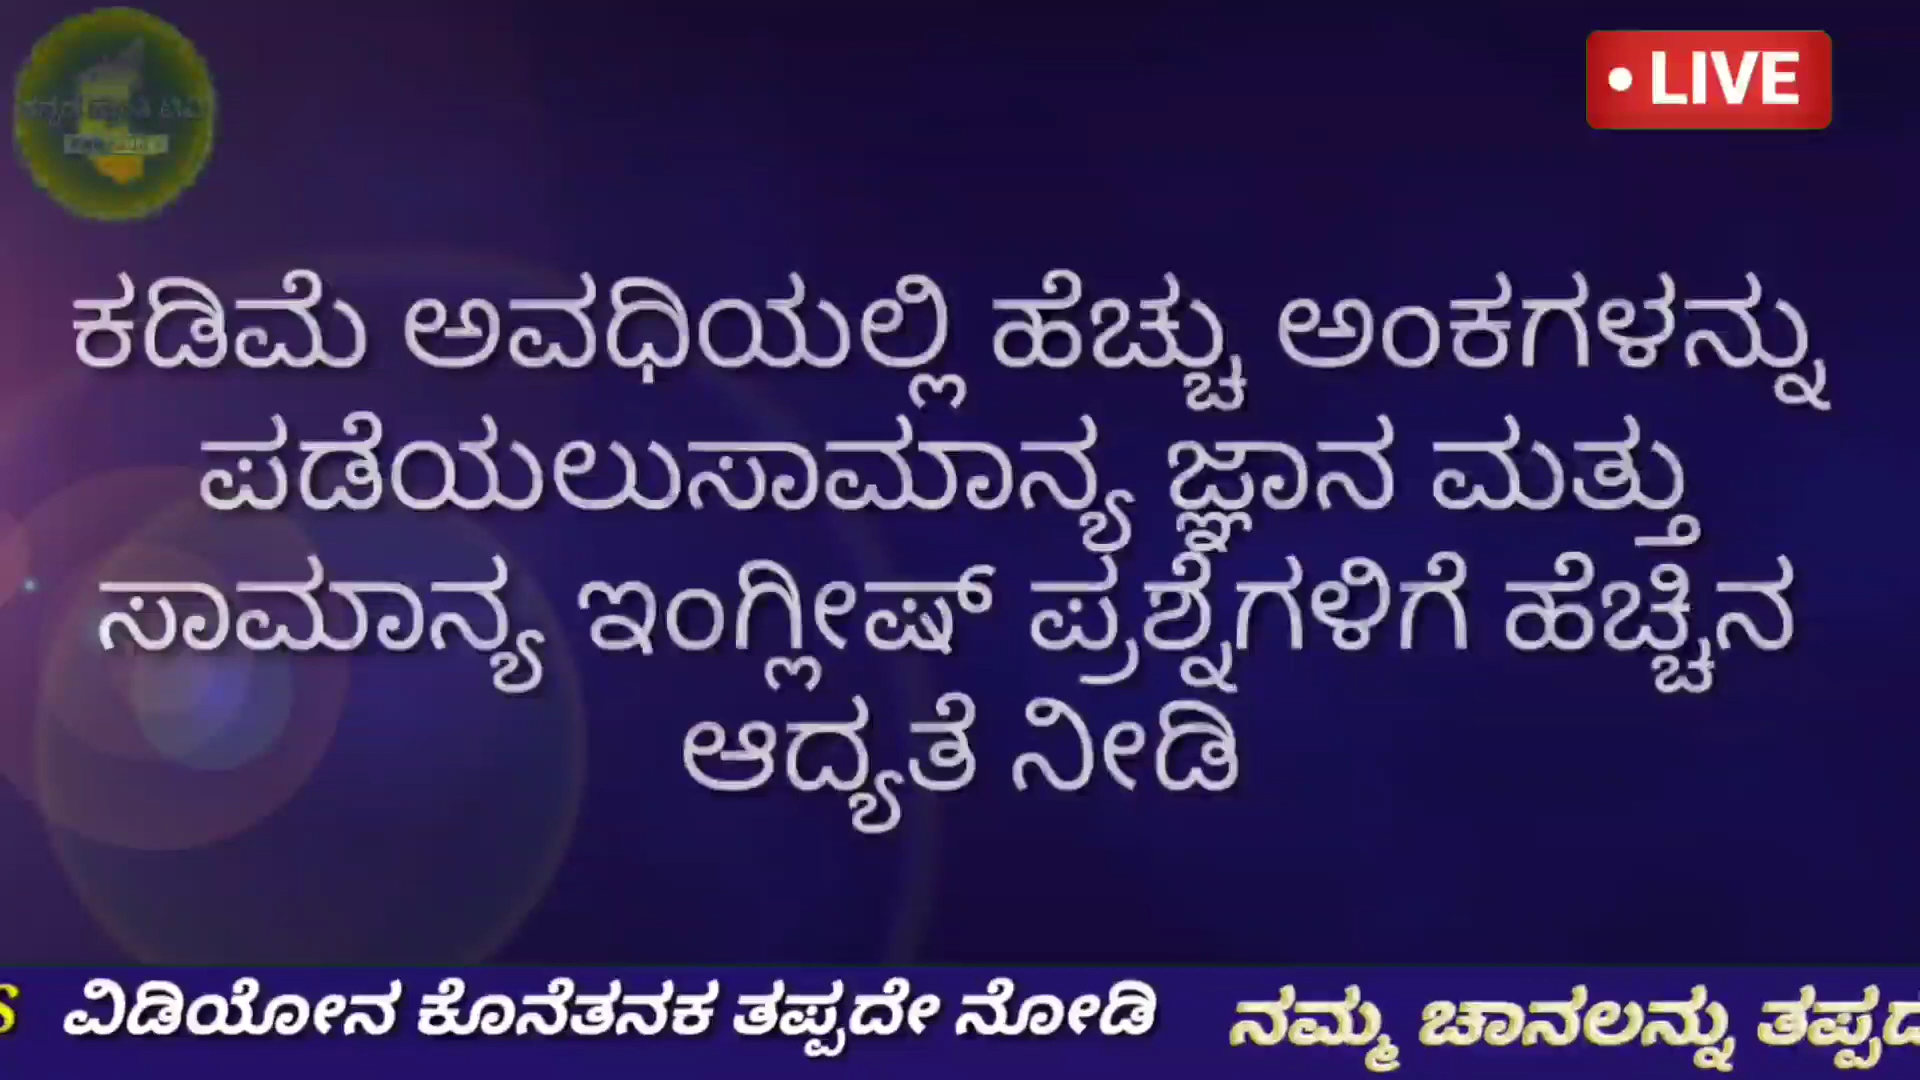 LIVE
ಕಡಿಮೆ ಅವಧಿಯಲ್ಲಿ ಹೆಚ್ಚು ಅಂಕಗಳನ್ನು
ಪಡೆಯಲುಸಾಮಾನ್ಯ ಜ್ಞಾನ ಮತ್ತು
ಸಾಮಾನ್ಯ ಇಂಗ್ಲೀಷ್ ಪ್ರಶ್ನೆಗಳಿಗೆ ಹೆಚ್ಚಿನ
ಆದ್ಯತೆ ನೀಡಿ
ವಿಡಿಯೋನ ಕೊನೆತನಕ ತಪ್ಪದೇ ನೋಡಿ ನಮ್ಮ ಚಾನಲನ್ನು